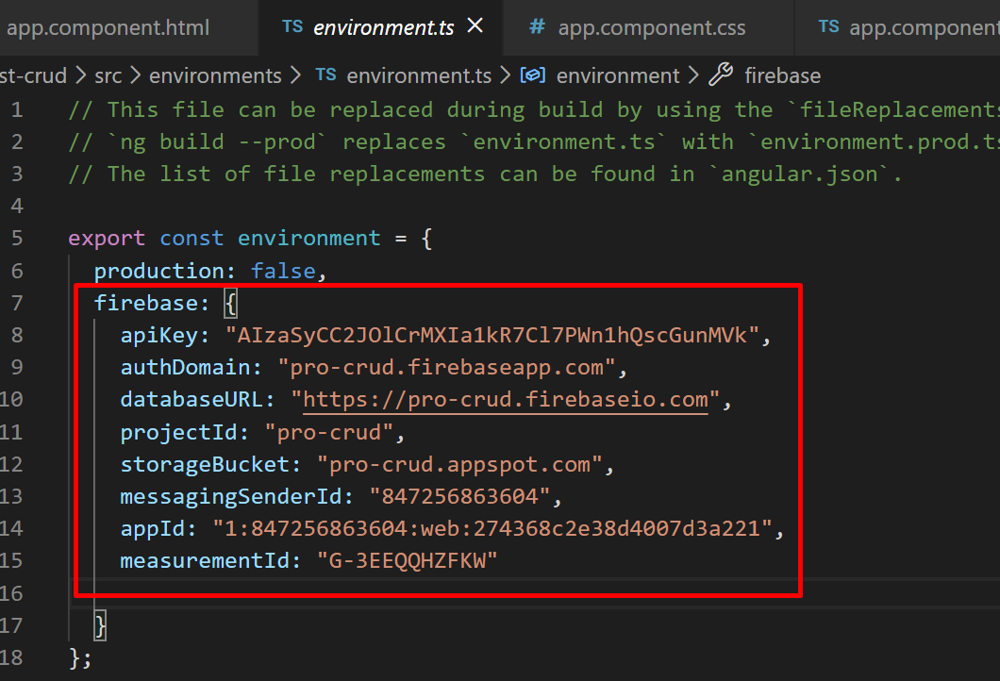 app.component.html TS environment.ts # app.component.css TS app.component
st-crud > src > environments > TS environment.ts > environment > firebase
1 // This file can be replaced during build by using the `fileReplacements
2 // `ng build --prod` replaces `environment.ts` with `environment.prod.ts
3 // The list of file replacements can be found in `angular.json`.
4
5 export const environment = {
6 production: false,
7 firebase: {
8 apiKey: "AIzaSyCC2JOlCrMXIa1kR7Cl7PWn1hQscGunMVk",
9 authDomain: "pro-crud.firebaseapp.com",
10 databaseURL: "https://pro-crud.firebaseio.com",
11 projectId: "pro-crud",
12 storageBucket: "pro-crud.appspot.com",
13 messagingSenderId: "847256863604",
14 appId: "1:847256863604:web:274368c2e38d4007d3a221",
15 measurementId: "G-3EEQQHZFKW"
16
17 }
18 };